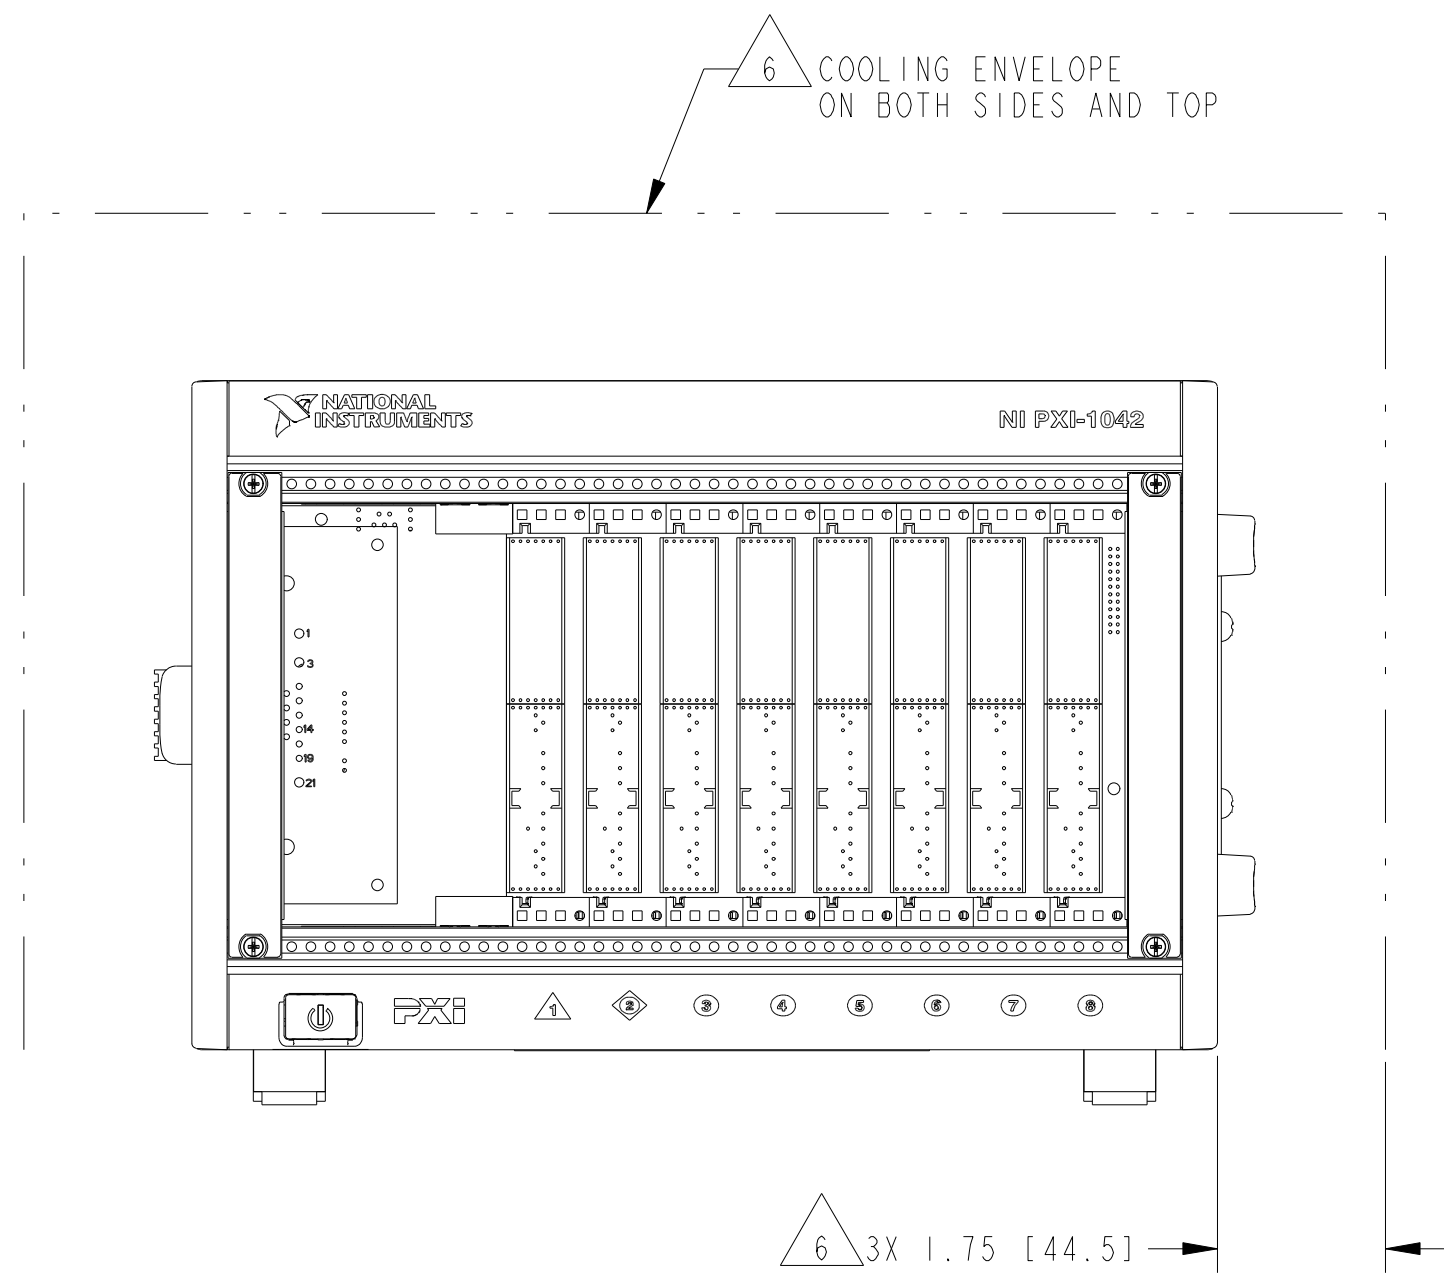 6 COOLING ENVELOPE
ON BOTH SIDES AND TOP
NATIONAL
INSTRUMENTS
NI PXI-1042
1
3
14
19
21
PXI
1 2 3 4 5 6 7 8
6 3X 1.75 [44.5]